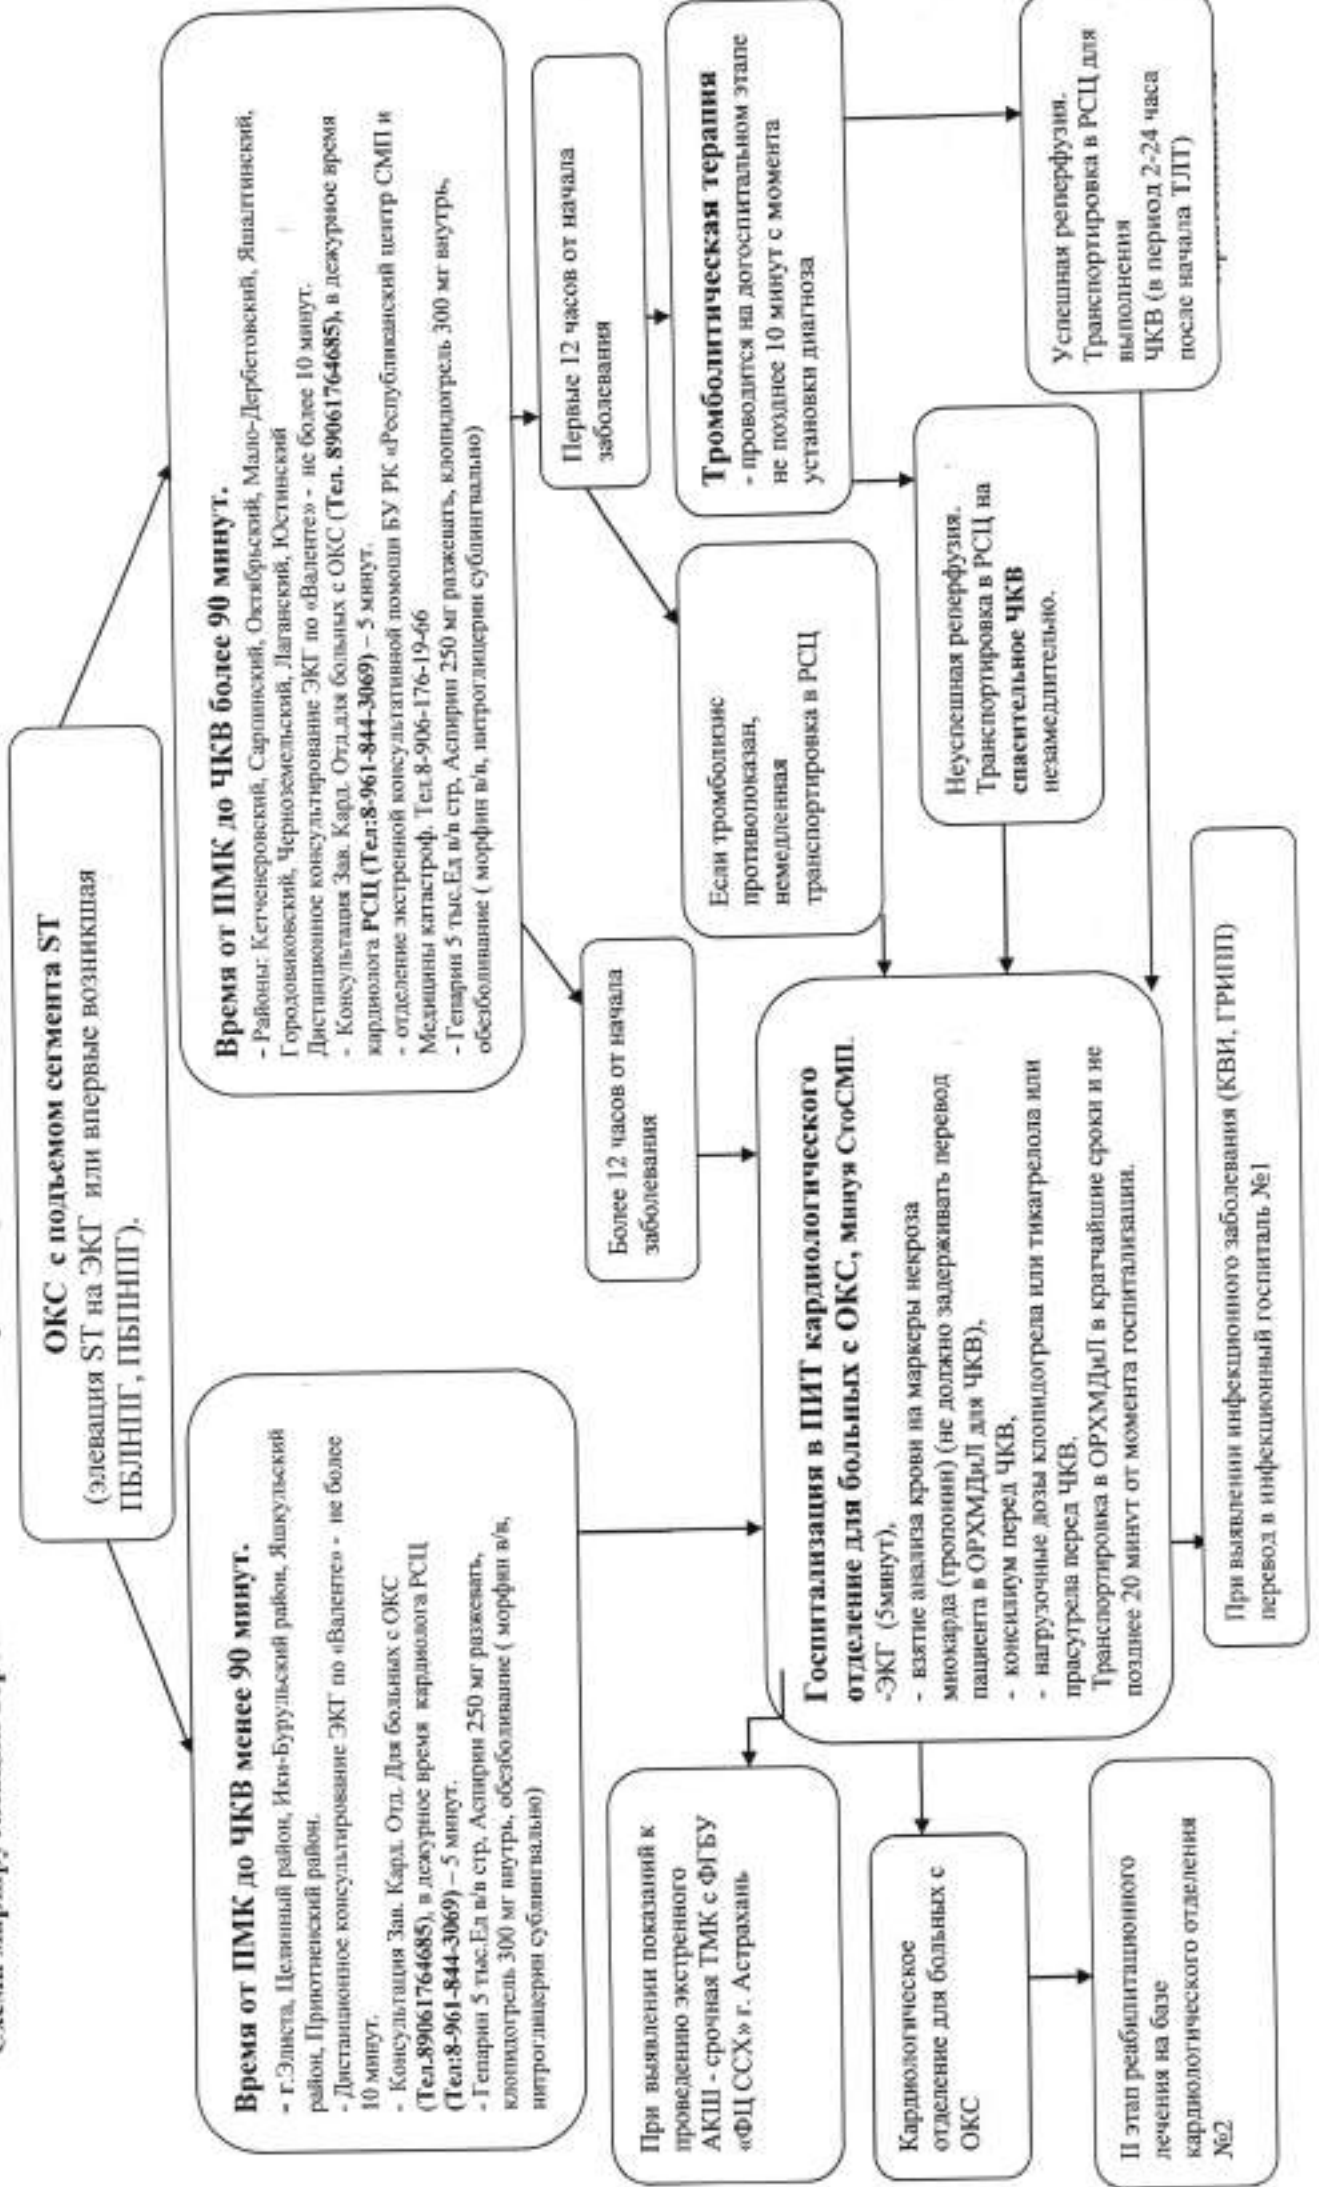 ОКС с подъемом сегмента ST
(элевация ST на ЭКГ или впервые возникшая
ПБЛНПГ, ПБПНПГ).
Время от ПМК до ЧКВ менее 90 минут.
- г.Элиста, Целинный район, Ики-Бурульский район, Яшкульский
район, Приютненский район.
- Дистанционное консультирование ЭКГ по «Валенте» - не более
10 минут.
- Консультация Зав. Кард. Отд. Для больных с ОКС
(Тел.89061764685), в дежурное время кардиолога РСЦ
(Тел:8-961-844-3069) – 5 минут.
- Гепарин 5 тыс.Ед в/в стр, Аспирин 250 мг разжевать,
клопидогрель 300 мг внутрь, обезболивание ( морфин в/в,
нитроглицерин сублингвально)
Время от ПМК до ЧКВ более 90 минут.
- Районы: Кетченеровский, Сарпинский, Октябрьский, Мало-Дербетовский, Яшалтинский,
Городовиковский, Черноземельский, Лаганский, Юстинский
Дистанционное консультирование ЭКГ по «Валенте» - не более 10 минут.
- Консультация Зав. Кард. Отд.для больных с ОКС (Тел. 89061764685), в дежурное время
кардиолога РСЦ (Тел:8-961-844-3069) – 5 минут.
- отделение экстренной консультативной помощи БУ РК «Республиканский центр СМП и
Медицины катастроф. Тел.8-906-176-19-66
- Гепарин 5 тыс.Ед в/в стр, Аспирин 250 мг разжевать, клопидогрель 300 мг внутрь,
обезболивание ( морфин в/в, нитроглицерин сублингвально)
Более 12 часов от начала
заболевания
Первые 12 часов от начала
заболевания
Если тромболизис
противопоказан,
немедленная
транспортировка в РСЦ
Тромболитическая терапия
- проводится на догоспитальном этапе
не позднее 10 минут с момента
установки диагноза
Неуспешная реперфузия.
Транспортировка в РСЦ на
спасительное ЧКВ
незамедлительно.
Успешная реперфузия.
Транспортировка в РСЦ для
выполнения
ЧКВ (в период 2-24 часа
после начала ТЛТ)
Госпитализация в ПИТ кардиологического
отделение для больных с ОКС, минуя СтоСМП.
-ЭКГ (5минут),
- взятие анализа крови на маркеры некроза
миокарда (тропонин) (не должно задерживать перевод
пациента в ОРХМДиЛ для ЧКВ),
- консилиум перед ЧКВ,
- нагрузочные дозы клопидогрела или тикагрелола или
прасугрела перед ЧКВ.
Транспортировка в ОРХМДиЛ в кратчайшие сроки и не
позднее 20 минут от момента госпитализации.
При выявлении показаний к
проведению экстренного
АКШ - срочная ТМК с ФГБУ
«ФЦ ССХ» г. Астрахань
Кардиологическое
отделение для больных с
ОКС
II этап реабилитационного
лечения на базе
кардиологического отделения
№2
При выявлении инфекционного заболевания (КВИ, ГРИПП)
перевод в инфекционный госпиталь №1